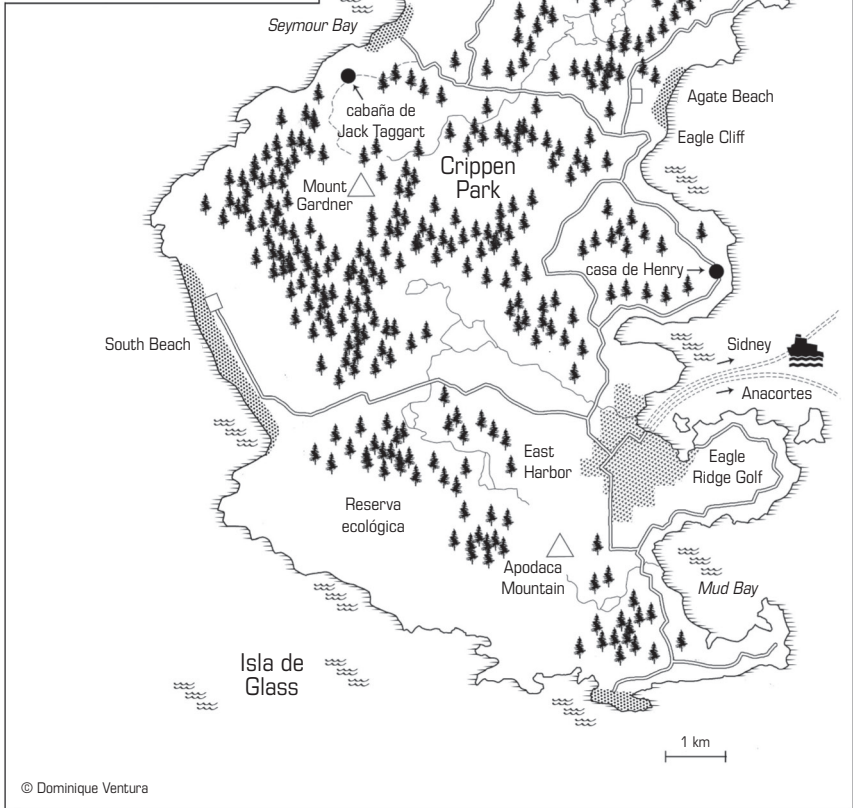 Seymour Bay
cabaña de
Jack Taggart
Agate Beach
Eagle Cliff
Crippen
Park
Mount
Gardner
casa de Henry
South Beach
Sidney
Anacortes
East
Harbor
Eagle
Ridge Golf
Reserva
ecológica
Apodaca
Mountain
Mud Bay
Isla de
Glass
1 km
© Dominique Ventura